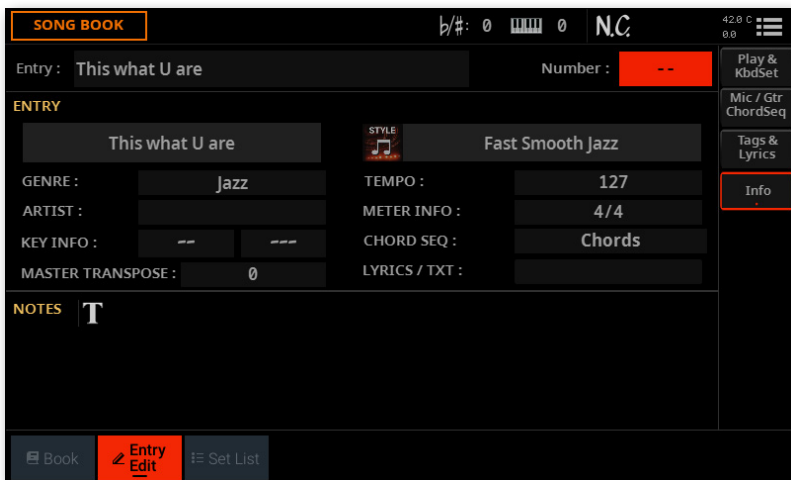 SONG BOOK ♭/#: 0 0 N.C. 42.0 C
0.0
Entry : This what U are Number : --
Play & KbdSet
ENTRY
Mic / Gtr ChordSeq
This what U are STYLE Fast Smooth Jazz
Tags & Lyrics
GENRE : Jazz TEMPO : 127
Info
ARTIST : METER INFO : 4/4
KEY INFO : -- --- CHORD SEQ : Chords
MASTER TRANSPOSE : 0 LYRICS / TXT :
NOTES T
Book Entry Edit Set List